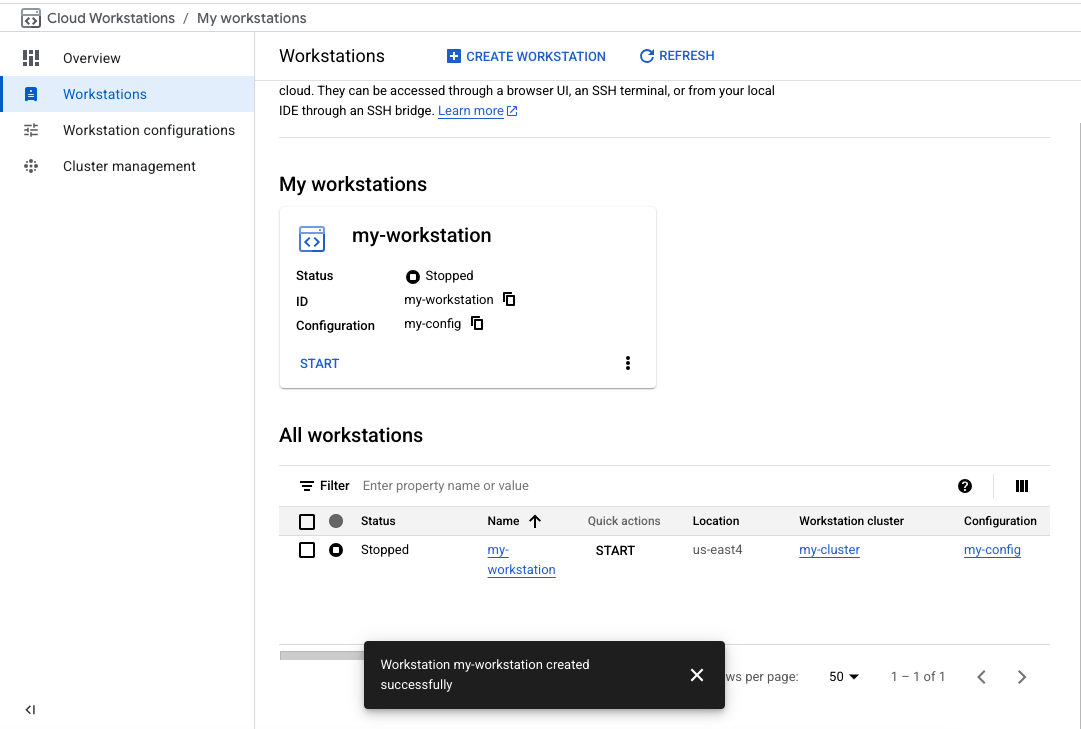 Cloud Workstations / My workstations
Overview
Workstations
Workstation configurations
Cluster management
Workstations CREATE WORKSTATION REFRESH
cloud. They can be accessed through a browser UI, an SSH terminal, or from your local
IDE through an SSH bridge. Learn more
My workstations
my-workstation
Status Stopped
ID my-workstation
Configuration my-config
START
All workstations
Filter Enter property name or value
Status Name Quick actions Location Workstation cluster Configuration
Stopped my- START us-east4 my-cluster my-config
workstation
Workstation my-workstation created
successfully
ws per page: 50 1 – 1 of 1